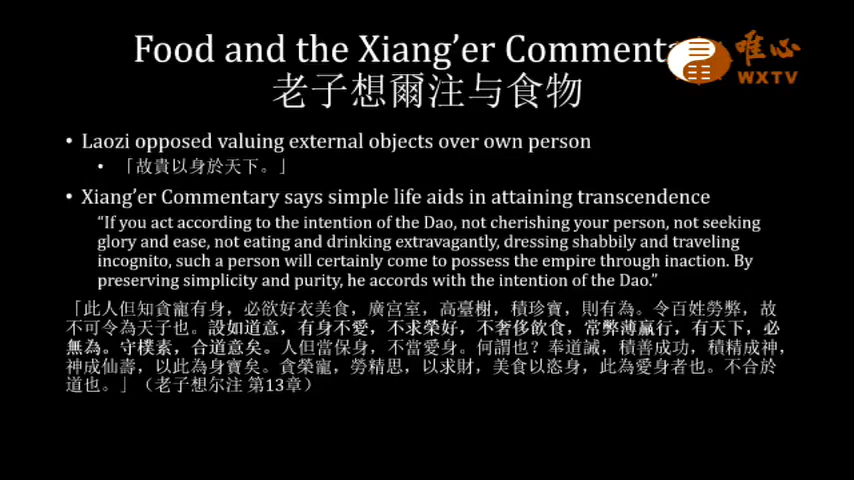 Food and the Xiang'er Commenta
唯心
WXTV
老子想爾注与食物
• Laozi opposed valuing external objects over own person
• 「故貴以身於天下。」
• Xiang'er Commentary says simple life aids in attaining transcendence
"If you act according to the intention of the Dao, not cherishing your person, not seeking
glory and ease, not eating and drinking extravagantly, dressing shabbily and traveling
incognito, such a person will certainly come to possess the empire through inaction. By
preserving simplicity and purity, he accords with the intention of the Dao."
「此人但知貪寵有身，必欲好衣美食，廣宮室，高臺榭，積珍寶，則有為。令百姓勞弊，故
不可令為天子也。設如道意，有身不愛，不求榮好，不奢侈飲食，常弊薄羸行，有天下，必
無為。守樸素，合道意矣。人但當保身，不當愛身。何謂也？奉道誡，積善成功，積精成神，
神成仙壽，以此為身寶矣。貪榮寵，勞精思，以求財，美食以恣身，此為愛身者也。不合於
道也。」（老子想尔注 第13章）